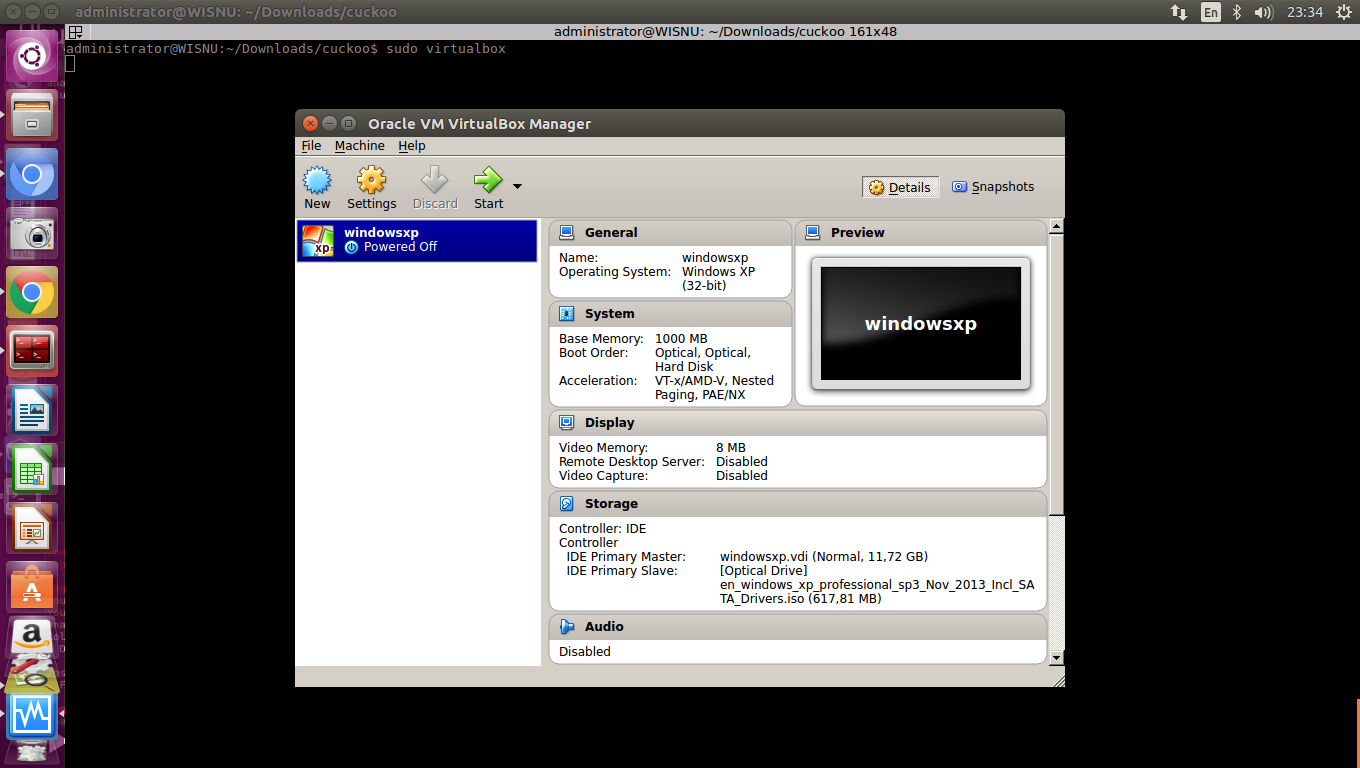 administrator@WISNU: ~/Downloads/cuckoo
En
23:34
administrator@WISNU: ~/Downloads/cuckoo 161x48
administrator@WISNU:~/Downloads/cuckoo$ sudo virtualbox
Oracle VM VirtualBox Manager
File Machine Help
New Settings Discard Start
Details Snapshots
windowsxp
Powered Off
xp
General
Name: windowsxp
Operating System: Windows XP
(32-bit)
Preview
windowsxp
System
Base Memory: 1000 MB
Boot Order: Optical, Optical,
Hard Disk
Acceleration: VT-x/AMD-V, Nested
Paging, PAE/NX
Display
Video Memory: 8 MB
Remote Desktop Server: Disabled
Video Capture: Disabled
Storage
Controller: IDE
Controller
IDE Primary Master: windowsxp.vdi (Normal, 11,72 GB)
IDE Primary Slave: [Optical Drive]
en_windows_xp_professional_sp3_Nov_2013_Incl_SA
TA_Drivers.iso (617,81 MB)
Audio
Disabled